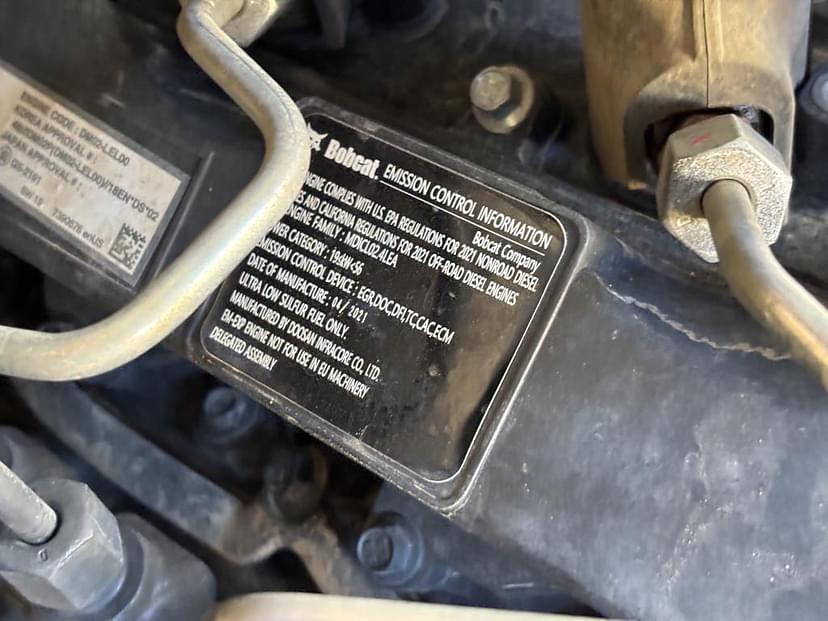 ENGINE CODE : DM02-LEL00
KOREA APPROVAL # :
JAPAN APPROVAL # :
7390676 enUS
Bobcat. EMISSION CONTROL INFORMATION
Bobcat Company
ENGINE COMPLIES WITH U.S. EPA REGULATIONS FOR 2021 NONROAD DIESEL
AND CALIFORNIA REGULATIONS FOR 2021 OFF-ROAD DIESEL ENGINES
ENGINE FAMILY : MDICL02.4LEA
CATEGORY : 19≤kW<56
EMISSION CONTROL DEVICE : EGR,DOC,DFI,TC,CAC,ECM
DATE OF MANUFACTURE : 04 / 2021
ULTRA LOW SULFUR FUEL ONLY.
MANUFACTURED BY DOOSAN INFRACORE CO., LTD.
EM-EXP ENGINE NOT FOR USE IN EU MACHINERY
DELEGATED ASSEMBLY